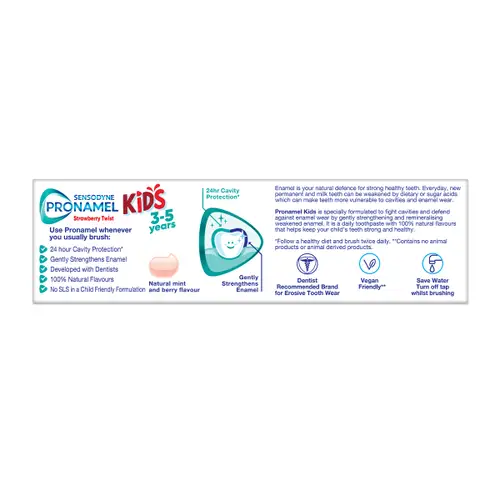 SENSODYNE
PRONAMEL
KIDS
Strawberry Twist
3-5
years
Use Pronamel whenever
you usually brush:
24 hour Cavity Protection*
Gently Strengthens Enamel
Developed with Dentists
100% Natural Flavours
No SLS in a Child Friendly Formulation
Natural mint
and berry flavour
24hr Cavity
Protection*
Gently
Strengthens
Enamel
Enamel is your natural defence for strong healthy teeth. Everyday, new
permanent and milk teeth can be weakened by dietary or sugar acids
which can make teeth more vulnerable to cavities and enamel wear.
Pronamel Kids is specially formulated to fight cavities and defend
against enamel wear by gently strengthening and remineralising
weakened enamel. It is a daily toothpaste with 100% natural flavours
that helps keep your child's teeth strong and healthy.
*Follow a healthy diet and brush twice daily. **Contains no animal
products or animal derived products.
Dentist
Recommended Brand
for Erosive Tooth Wear
Vegan
Friendly**
Save Water
Turn off tap
whilst brushing